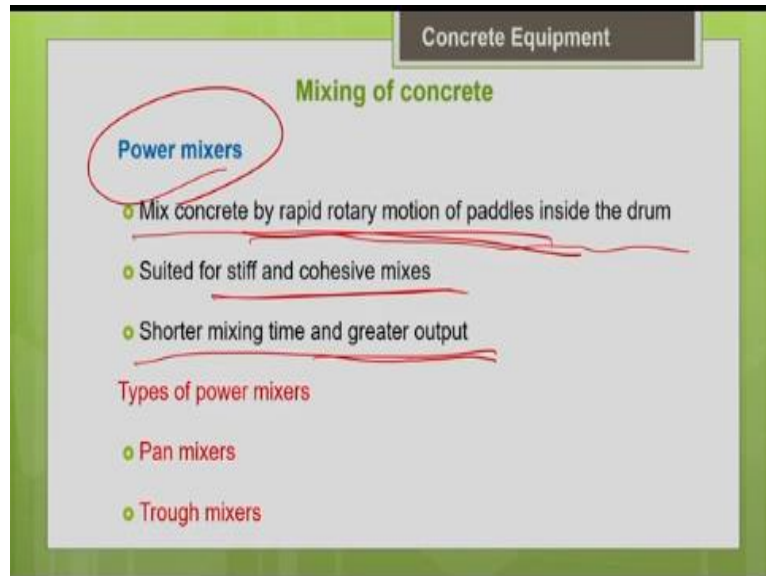 Concrete Equipment
Mixing of concrete
Power mixers
Mix concrete by rapid rotary motion of paddles inside the drum
Suited for stiff and cohesive mixes
Shorter mixing time and greater output
Types of power mixers
Pan mixers
Trough mixers